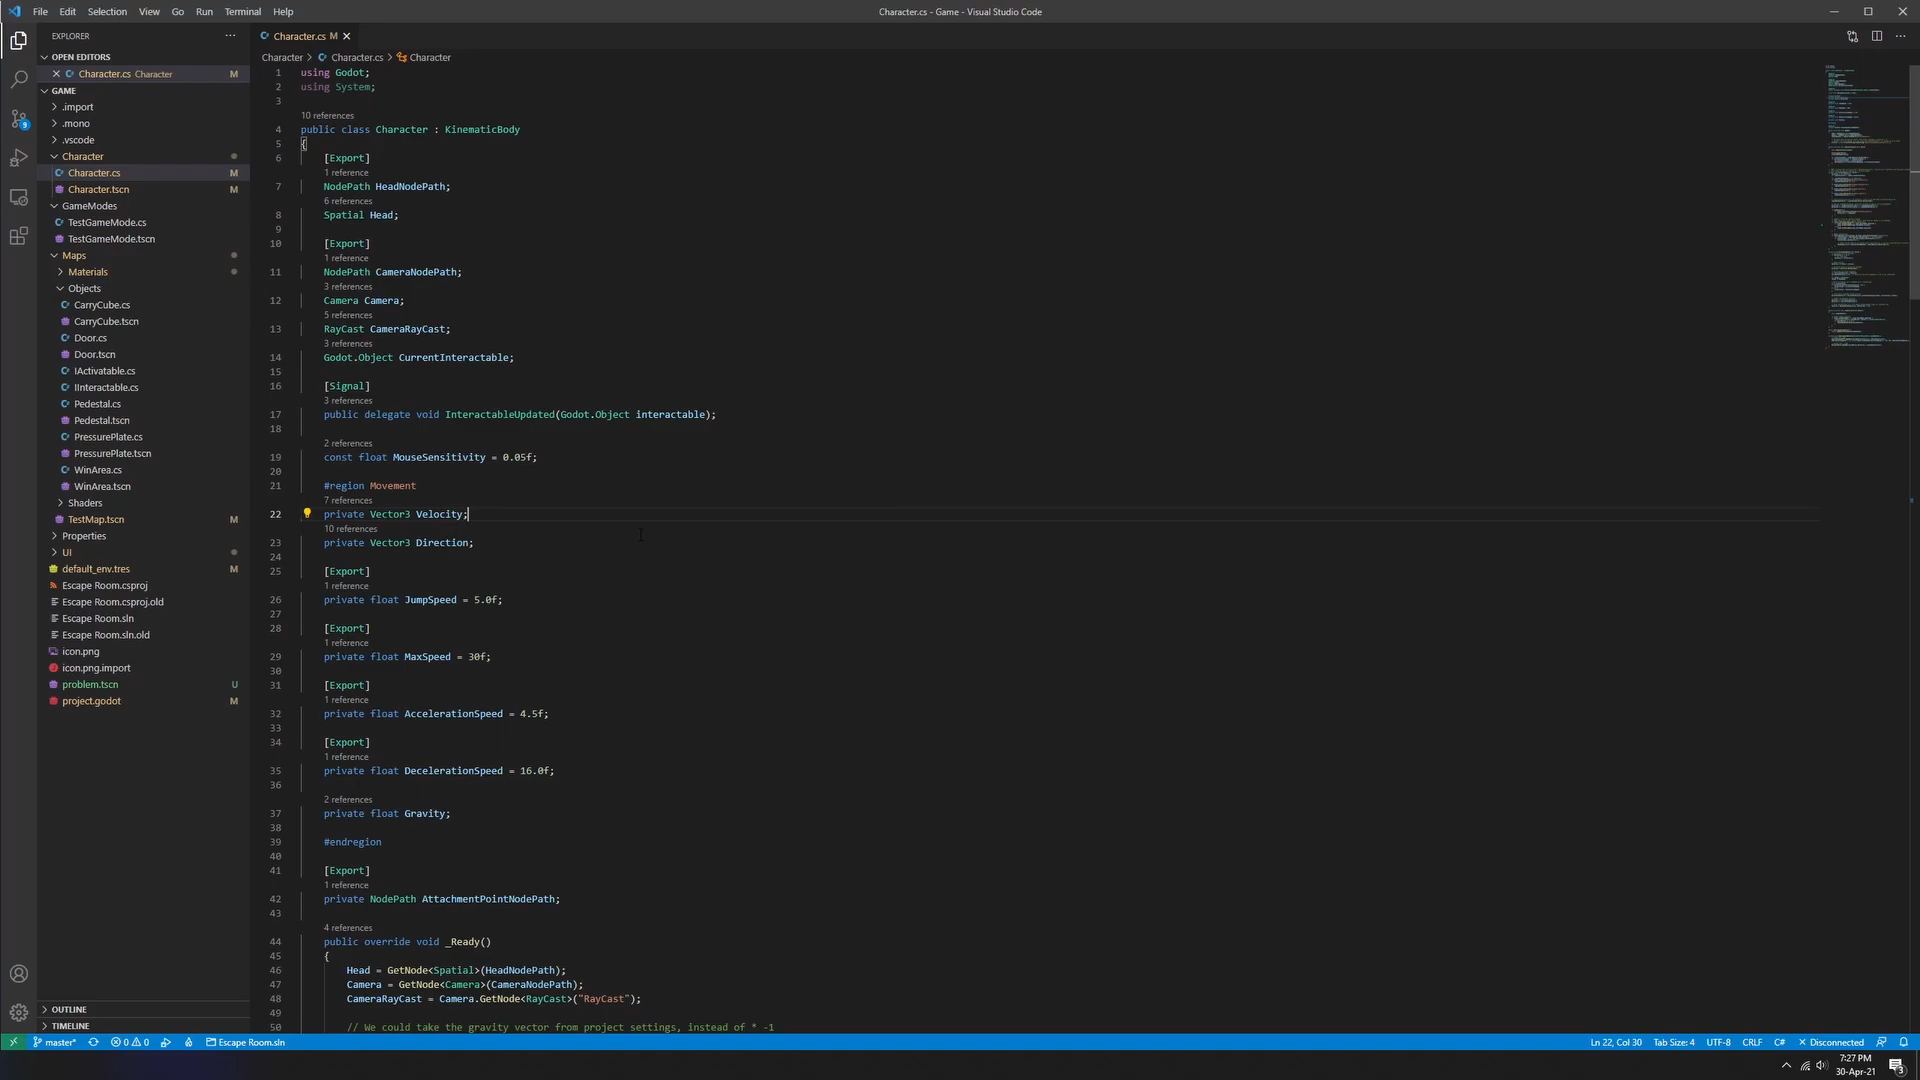 File Edit Selection View Go Run Terminal Help
Character.cs - Game - Visual Studio Code
EXPLORER
OPEN EDITORS
Character.cs Character M
GAME
.import
.mono
.vscode
Character
Character.cs M
Character.tscn M
GameModes
TestGameMode.cs
TestGameMode.tscn
Maps
Materials
Objects
CarryCube.cs
CarryCube.tscn
Door.cs
Door.tscn
IActivatable.cs
IInteractable.cs
Pedestal.cs
Pedestal.tscn
PressurePlate.cs
PressurePlate.tscn
WinArea.cs
WinArea.tscn
Shaders
TestMap.tscn M
Properties
UI
default_env.tres M
Escape Room.csproj
Escape Room.csproj.old
Escape Room.sln
Escape Room.sln.old
icon.png
icon.png.import
problem.tscn U
project.godot M
OUTLINE
TIMELINE
9
Character.cs M
Character > Character.cs > Character
1 using Godot;
2 using System;
3
10 references
4 public class Character : KinematicBody
5 {
6 [Export]
1 reference
7 NodePath HeadNodePath;
6 references
8 Spatial Head;
9
10 [Export]
1 reference
11 NodePath CameraNodePath;
3 references
12 Camera Camera;
5 references
13 RayCast CameraRayCast;
3 references
14 Godot.Object CurrentInteractable;
15
16 [Signal]
3 references
17 public delegate void InteractableUpdated(Godot.Object interactable);
18
2 references
19 const float MouseSensitivity = 0.05f;
20
21 #region Movement
7 references
22 private Vector3 Velocity;
10 references
23 private Vector3 Direction;
24
25 [Export]
1 reference
26 private float JumpSpeed = 5.0f;
27
28 [Export]
1 reference
29 private float MaxSpeed = 30f;
30
31 [Export]
1 reference
32 private float AccelerationSpeed = 4.5f;
33
34 [Export]
1 reference
35 private float DecelerationSpeed = 16.0f;
36
2 references
37 private float Gravity;
38
39 #endregion
40
41 [Export]
1 reference
42 private NodePath AttachmentPointNodePath;
43
4 references
44 public override void _Ready()
45 {
46 Head = GetNode<Spatial>(HeadNodePath);
47 Camera = GetNode<Camera>(CameraNodePath);
48 CameraRayCast = Camera.GetNode<RayCast>("RayCast");
49
50 // We could take the gravity vector from project settings, instead of * -1
master* 0 0 Escape Room.sln
Ln 22, Col 30 Tab Size: 4 UTF-8 CRLF C# Disconnected
7:27 PM
30-Apr-21
3